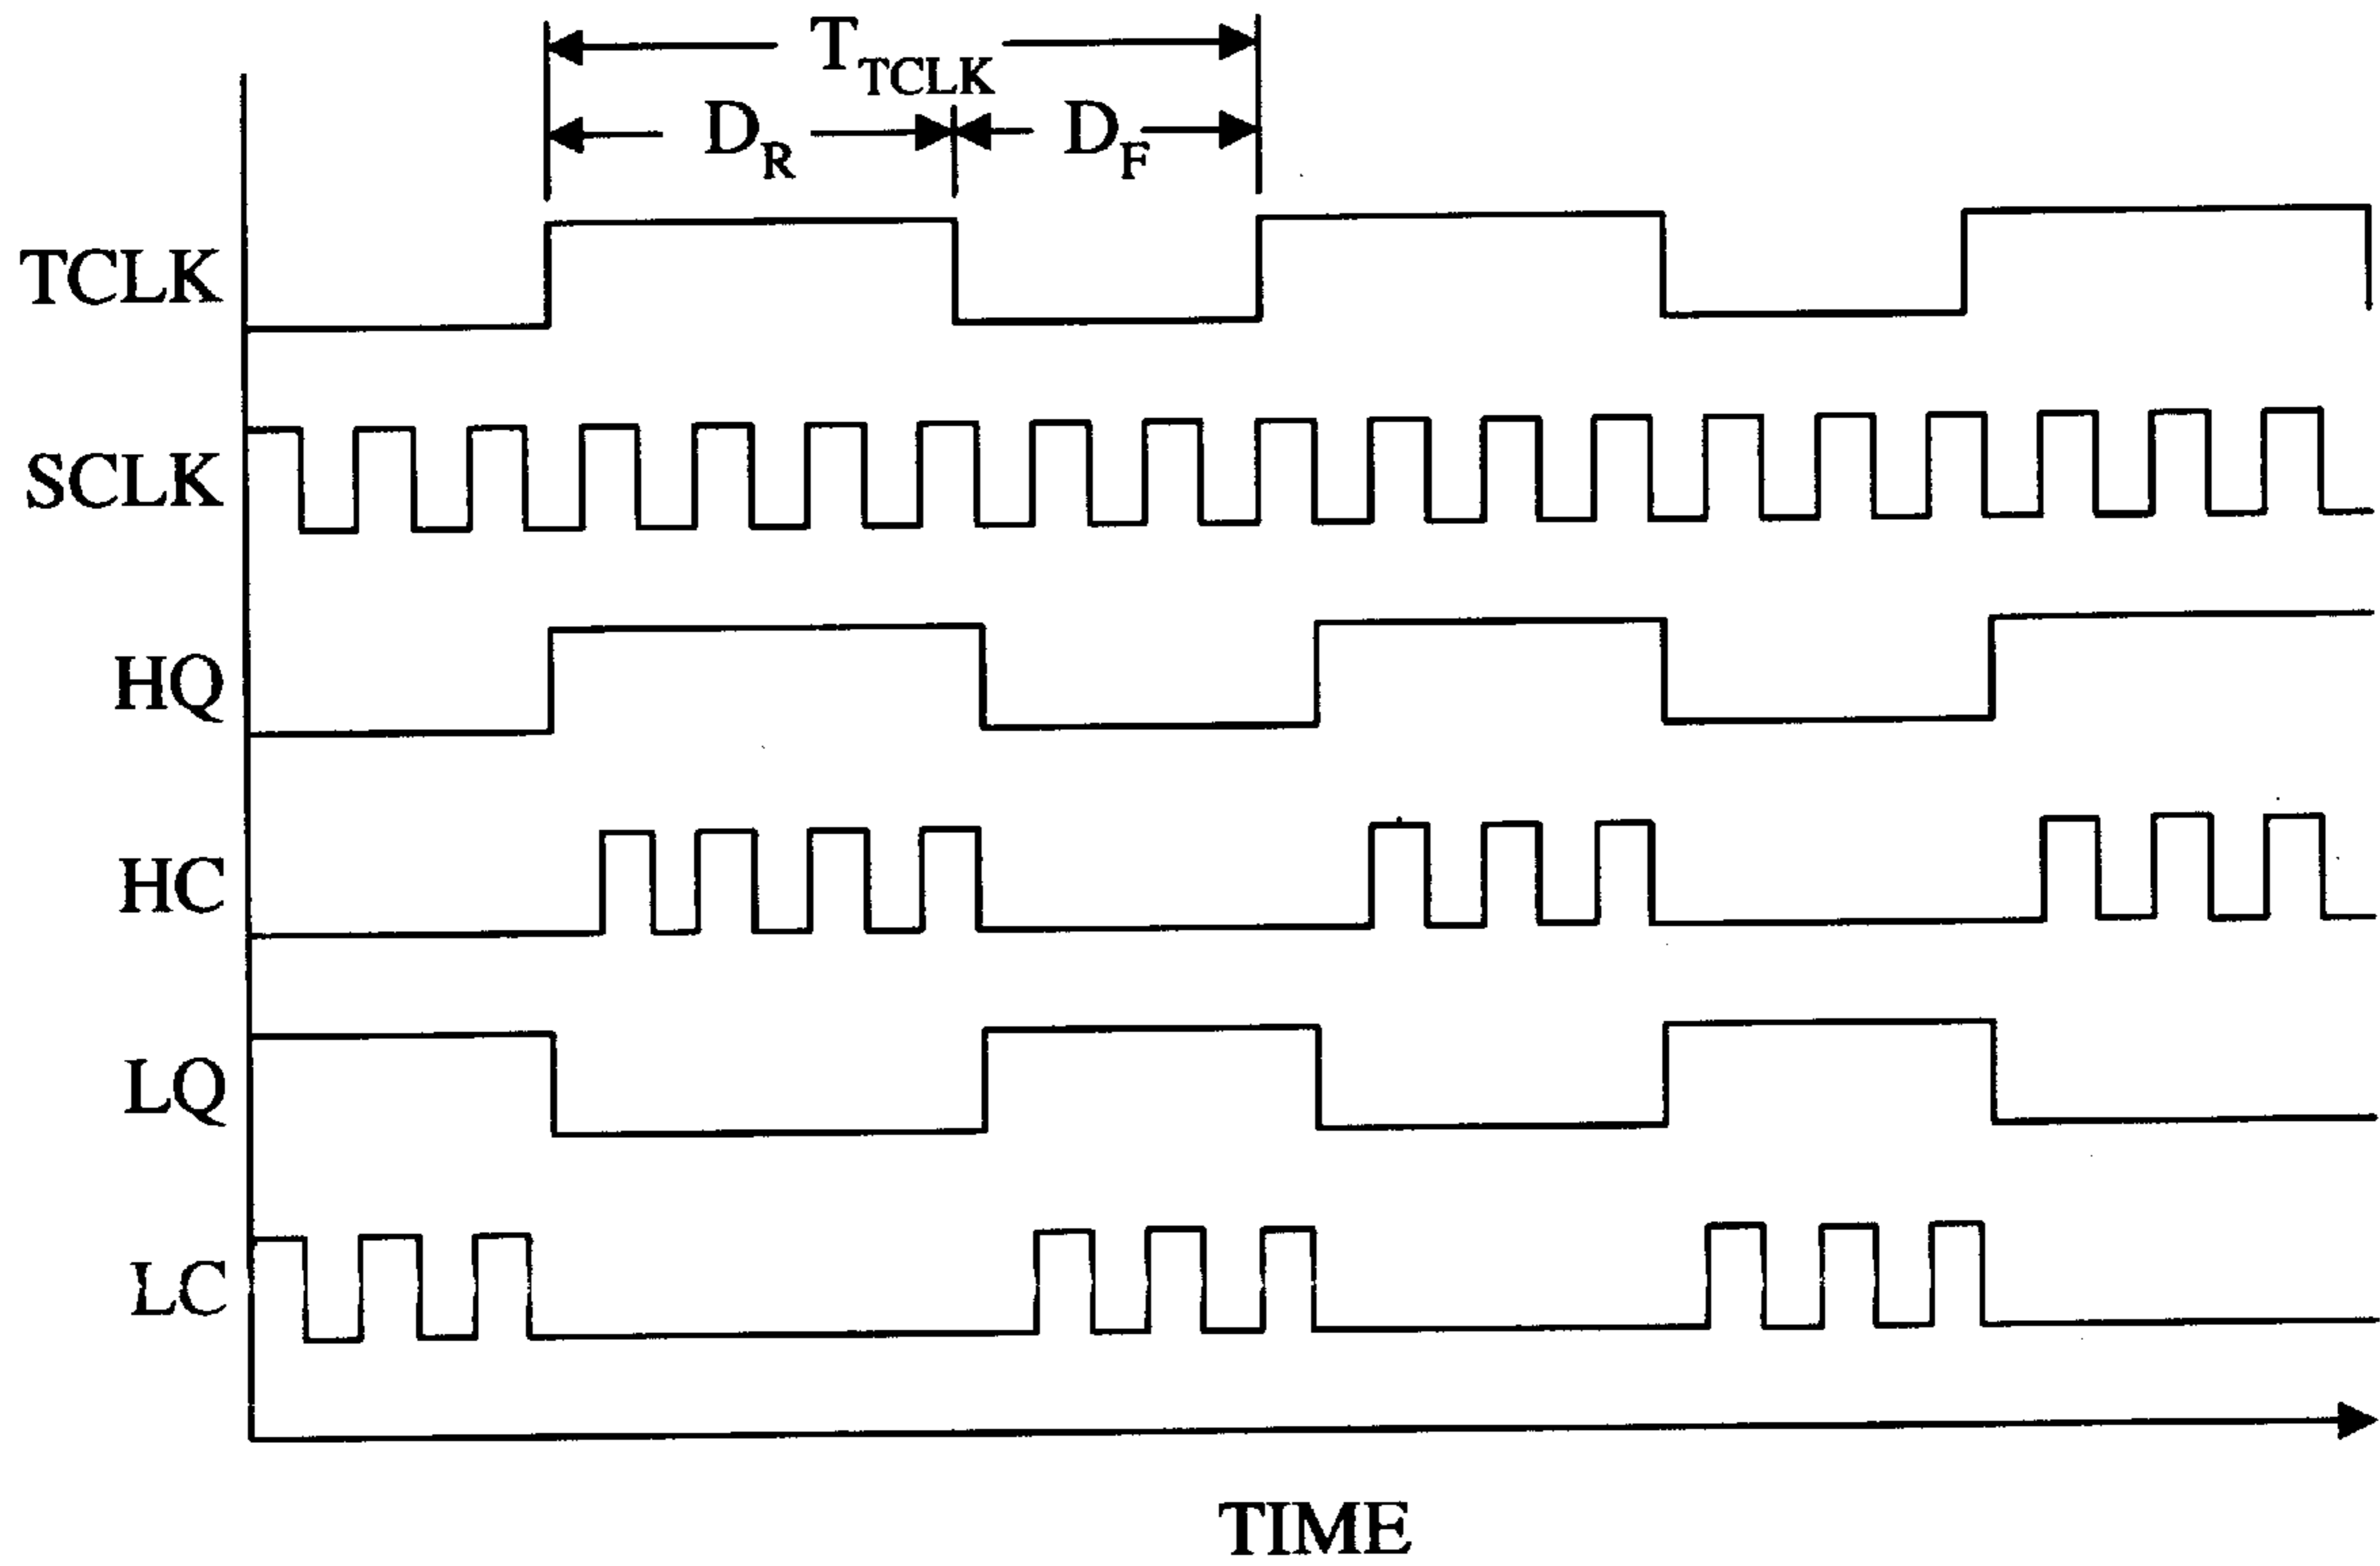 T_TCLK
D_R D_F
TCLK
SCLK
HQ
HC
LQ
LC
TIME